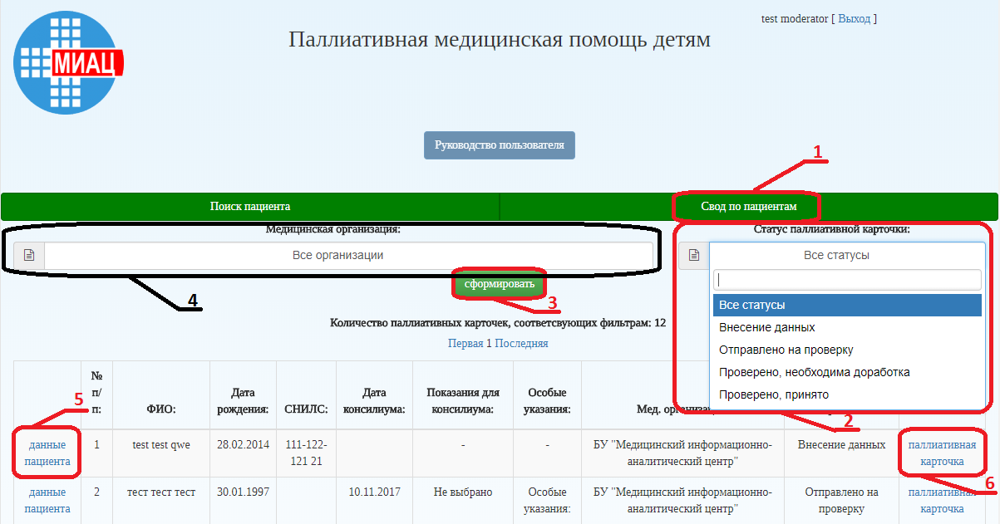 test moderator [ Выход ]
МИАЦ
Паллиативная медицинская помощь детям
Руководство пользователя
1
Поиск пациента
Свод по пациентам
Медицинская организация:
Статус паллиативной карточки:
Все организации
Все статусы
сформировать
4
3
Все статусы
Внесение данных
Отправлено на проверку
Проверено, необходима доработка
Проверено, принято
Количество паллиативных карточек, соответсвующих фильтрам: 12
Первая 1 Последняя
5
2
№
п/
п:
ФИО:
Дата
рождения:
СНИЛС:
Дата
консилиума:
Показания для
консилиума:
Особые
указания:
Мед.
данные
пациента
1
test test qwe
28.02.2014
111-122-
121 21
-
-
БУ "Медицинский информационно-
аналитический центр"
Внесение данных
паллиативная
карточка
6
данные
пациента
2
тест тест тест
30.01.1997
10.11.2017
Не выбрано
Особые
указания:
БУ "Медицинский информационно-
аналитический центр"
Отправлено на
проверку
паллиативная
карточка